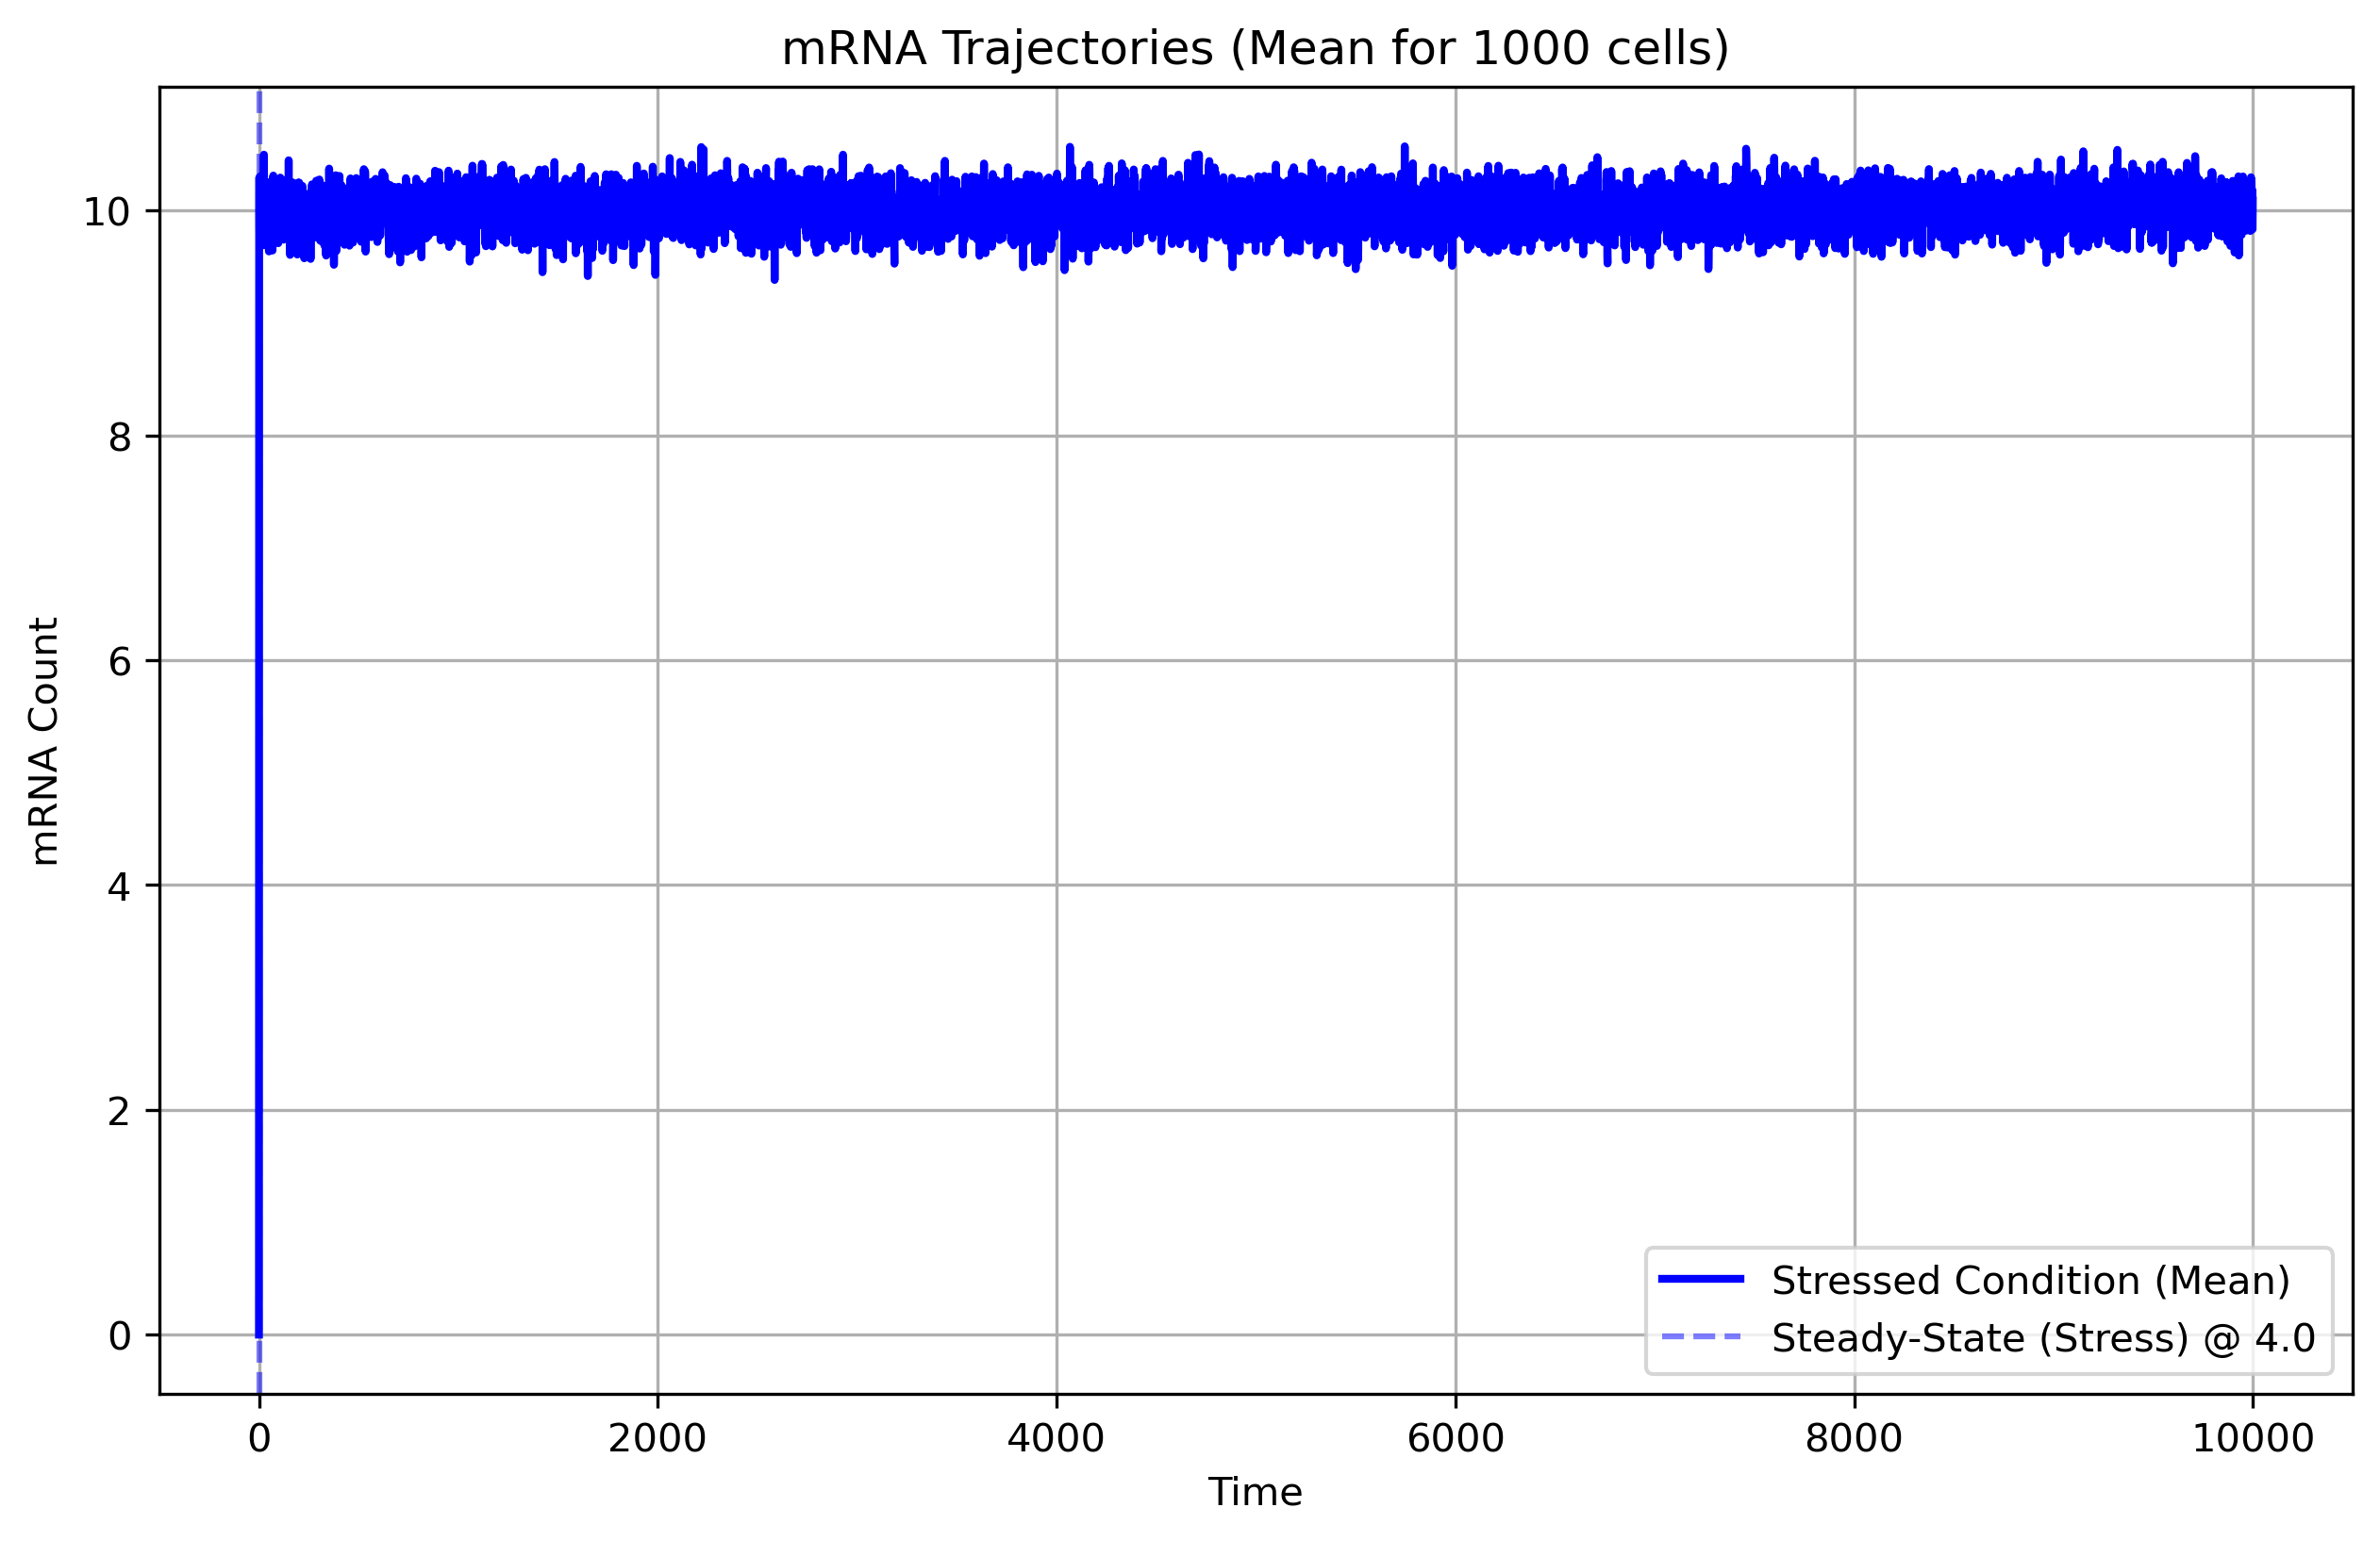 mRNA Trajectories (Mean for 1000 cells)
mRNA Count
10
8
6
4
2
0
0 2000 4000 6000 8000 10000
Time
Stressed Condition (Mean)
Steady-State (Stress) @ 4.0